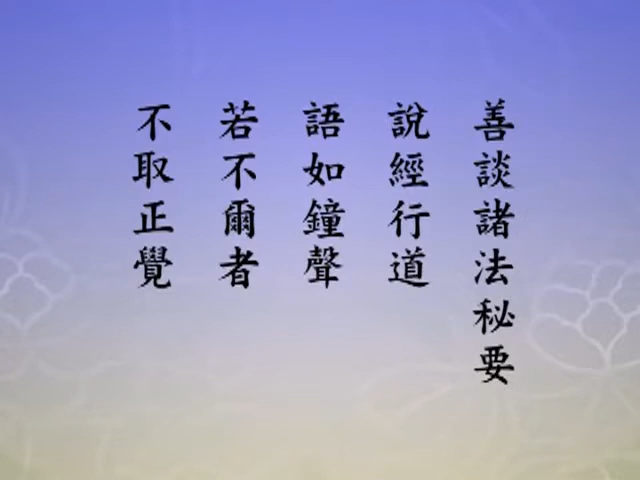 善談諸法秘要
說經行道
語如鐘聲
若不爾者
不取正覺